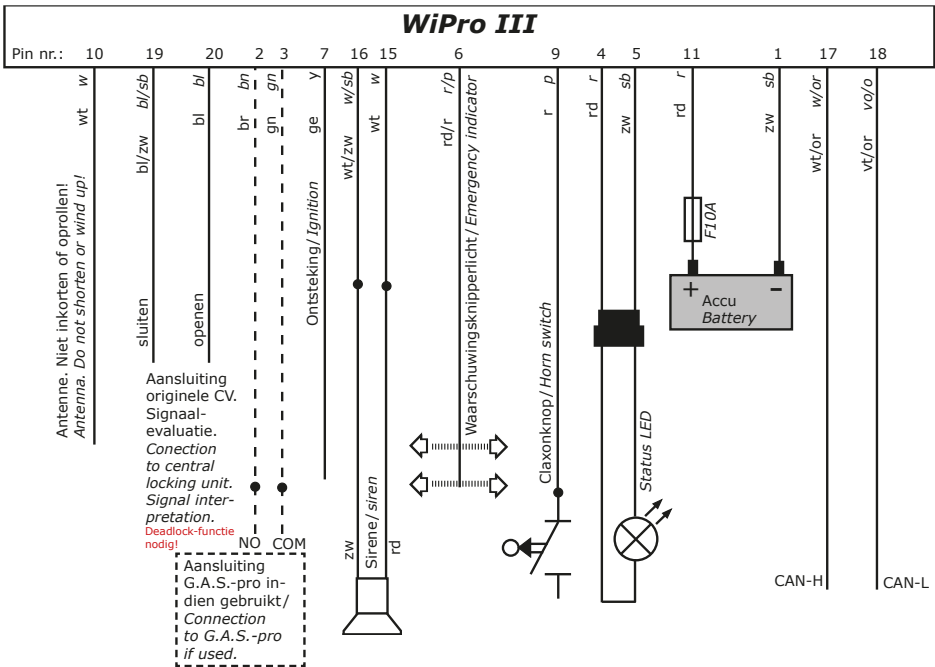 WiPro III
Pin nr.: 10 19 20 2 3 7 16 15 6 9 4 5 11 1 17 18
w bl/sb bl bn gn y w/sb w r/p p r sb r sb w/or vo/o
wt bl/zw bl br gn ge wt/zw wt rd/r r rd zw rd zw wt/or vt/or
Antenne. Niet inkorten of oprollen!
Antenna. Do not shorten or wind up!
sluiten
openen
Ontsteking/Ignition
Waarschuwingsknipperlicht/Emergency indicator
Claxonknop/Horn switch
Status LED
F10A
+ −
Accu
Battery
Aansluiting
originele CV.
Signaal-
evaluatie.
Conection
to central
locking unit.
Signal inter-
pretation.
Deadlock-functie
nodig!
NO COM
Aansluiting
G.A.S.-pro in-
dien gebruikt/
Connection
to G.A.S.-pro
if used.
zw
Sirene/siren
rd
CAN-H
CAN-L